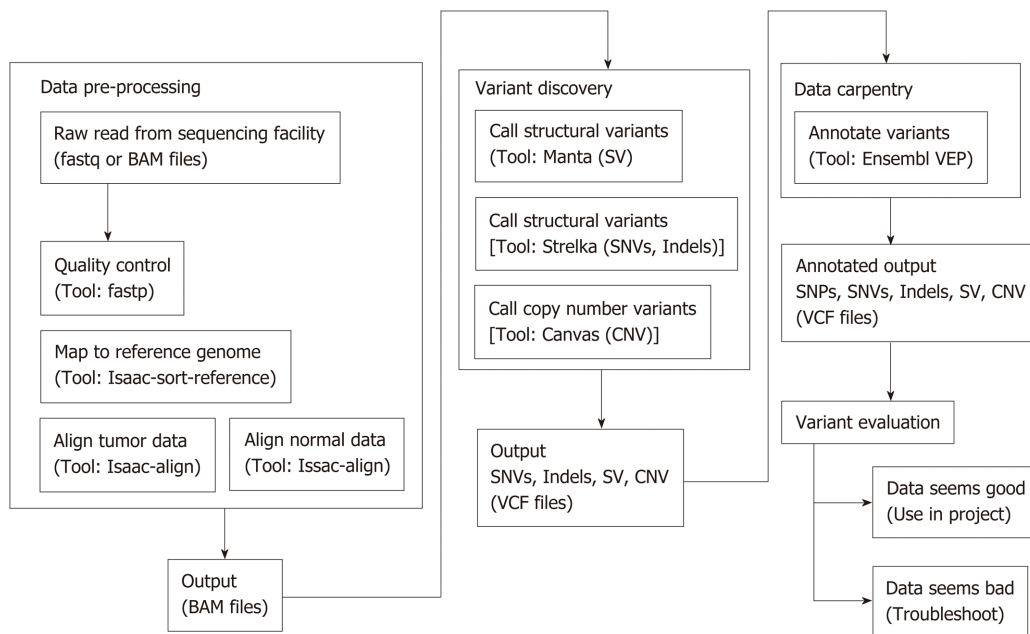 Data pre-processing
Raw read from sequencing facility
(fastq or BAM files)
Quality control
(Tool: fastp)
Map to reference genome
(Tool: Isaac-sort-reference)
Align tumor data
(Tool: Isaac-align)
Align normal data
(Tool: Issac-align)
Output
(BAM files)
Variant discovery
Call structural variants
(Tool: Manta (SV)
Call structural variants
[Tool: Strelka (SNVs, Indels)]
Call copy number variants
[Tool: Canvas (CNV)]
Output
SNVs, Indels, SV, CNV
(VCF files)
Data carpentry
Annotate variants
(Tool: Ensembl VEP)
Annotated output
SNPs, SNVs, Indels, SV, CNV
(VCF files)
Variant evaluation
Data seems good
(Use in project)
Data seems bad
(Troubleshoot)